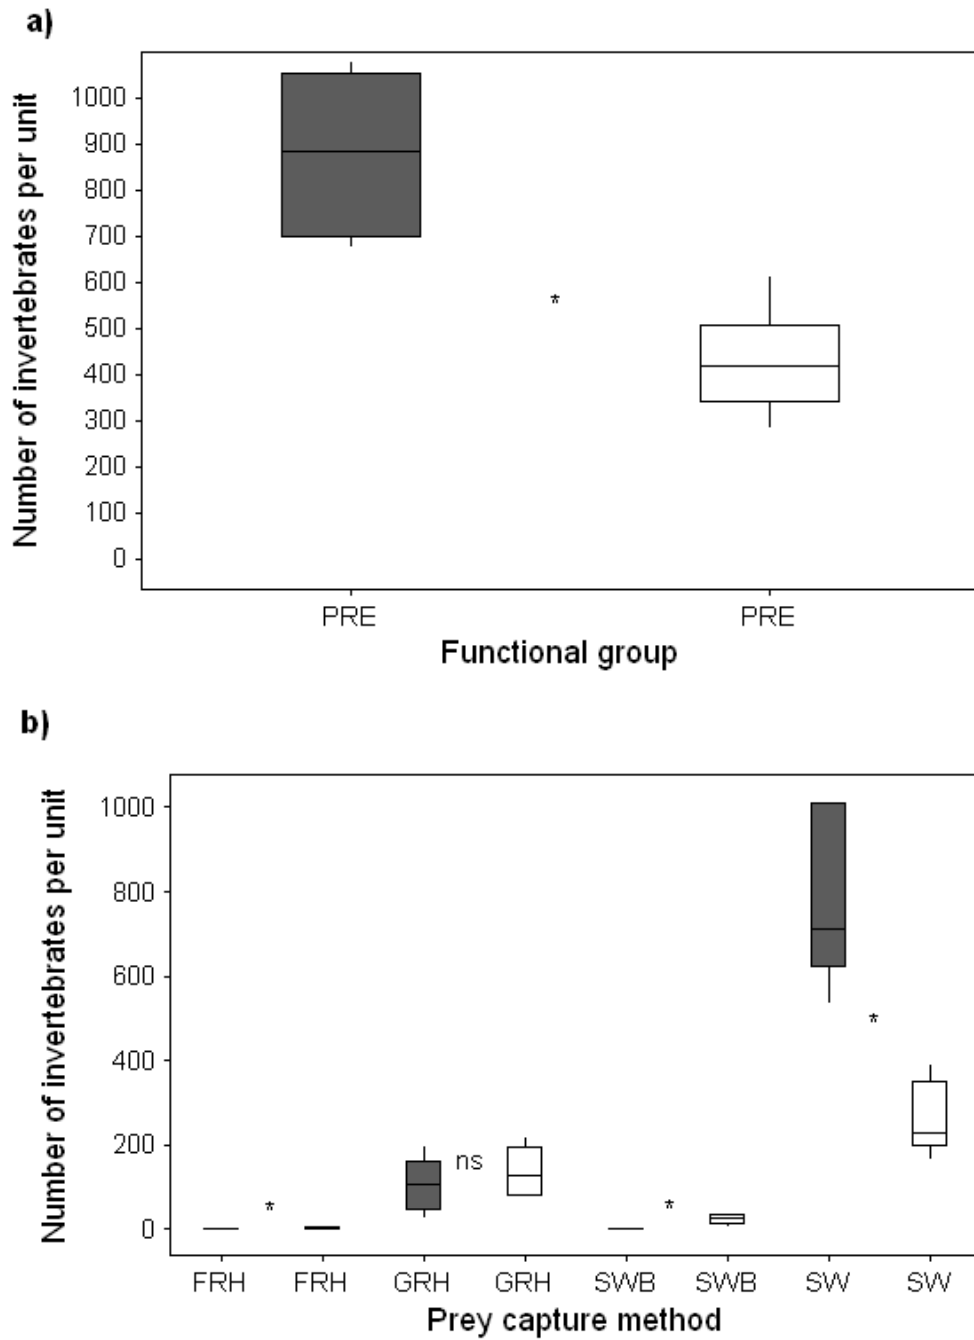 a)
Number of invertebrates per unit
1000
900
800
700
600
500
400
300
200
100
0
*
PRE PRE
Functional group
b)
Number of invertebrates per unit
1000
800
600
400
200
0
* ns * *
FRH FRH GRH GRH SWB SWB SW SW
Prey capture method